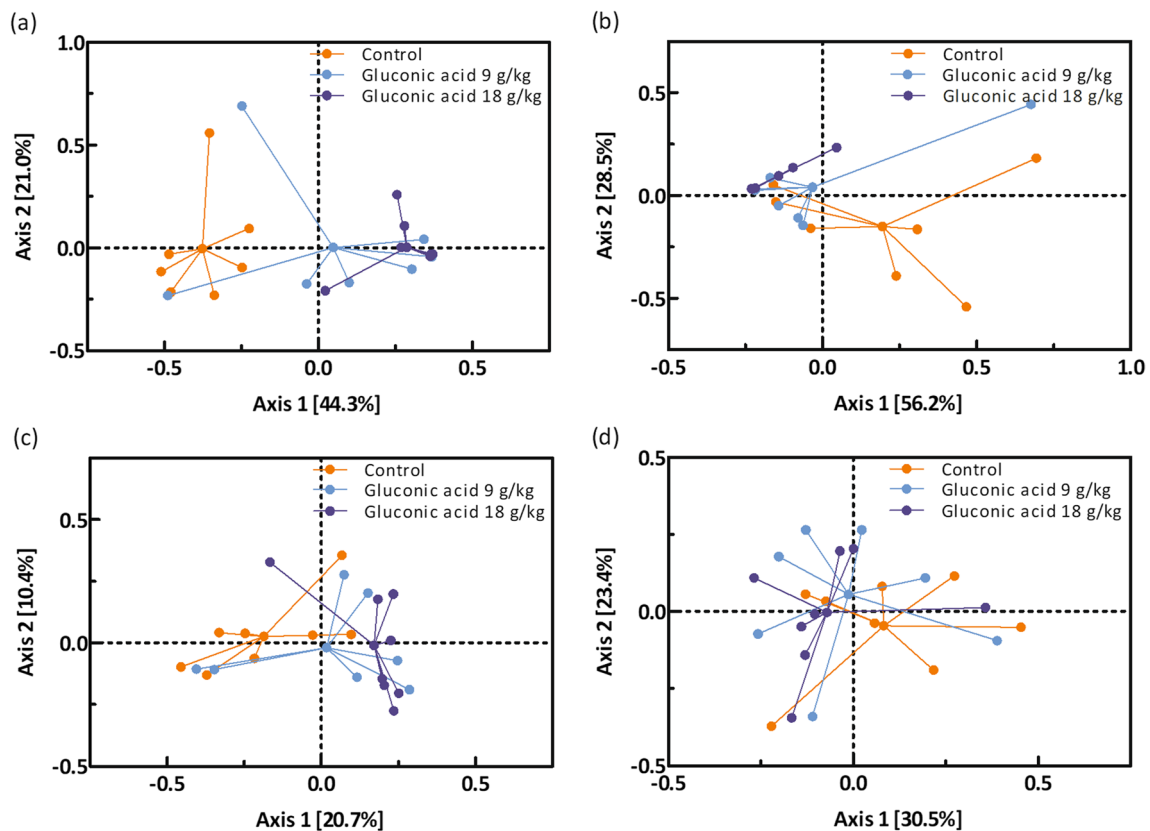 (a)
1.0
0.5
0.0
-0.5
Axis 2 [21.0%]
Control
Gluconic acid 9 g/kg
Gluconic acid 18 g/kg
-0.5
0.0
0.5
Axis 1 [44.3%]
(b)
0.5
0.0
-0.5
Axis 2 [28.5%]
Control
Gluconic acid 9 g/kg
Gluconic acid 18 g/kg
-0.5
0.0
0.5
1.0
Axis 1 [56.2%]
(c)
0.5
0.0
-0.5
Axis 2 [10.4%]
Control
Gluconic acid 9 g/kg
Gluconic acid 18 g/kg
-0.5
0.0
0.5
Axis 1 [20.7%]
(d)
0.5
0.0
-0.5
Axis 2 [23.4%]
Control
Gluconic acid 9 g/kg
Gluconic acid 18 g/kg
-0.5
0.0
0.5
Axis 1 [30.5%]